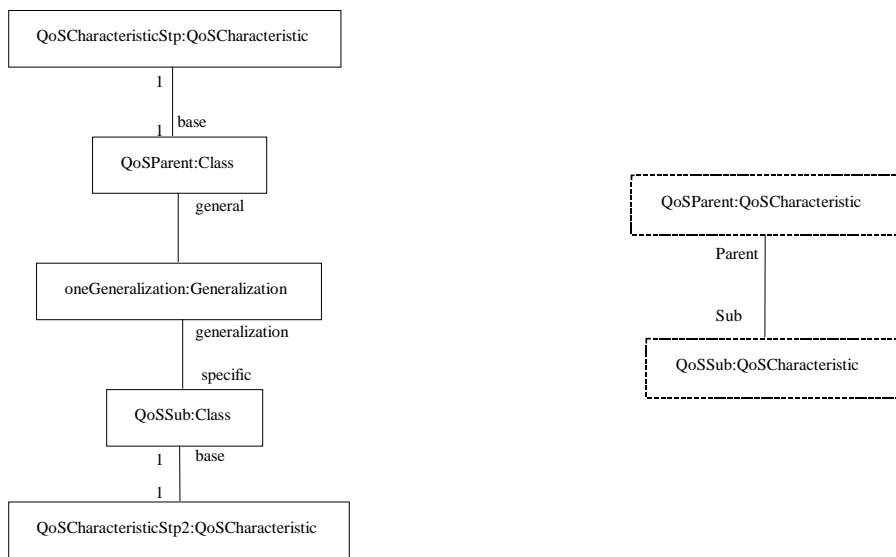 QoSCharacteristicStp:QoSCharacteristic
1
base
1
QoSParent:Class
general
oneGeneralization:Generalization
generalization
specific
QoSSub:Class
1
base
1
QoSCharacteristicStp2:QoSCharacteristic
QoSParent:QoSCharacteristic
Parent
Sub
QoSSub:QoSCharacteristic